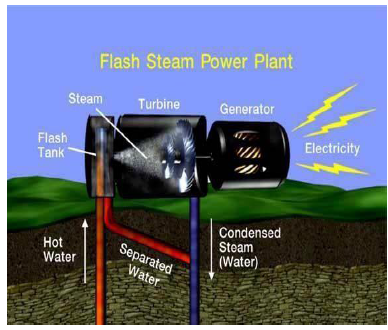 Flash Steam Power Plant
Steam
Turbine
Generator
Flash
Tank
Electricity
Hot
Water
Separated
Water
Condensed
Steam
(Water)